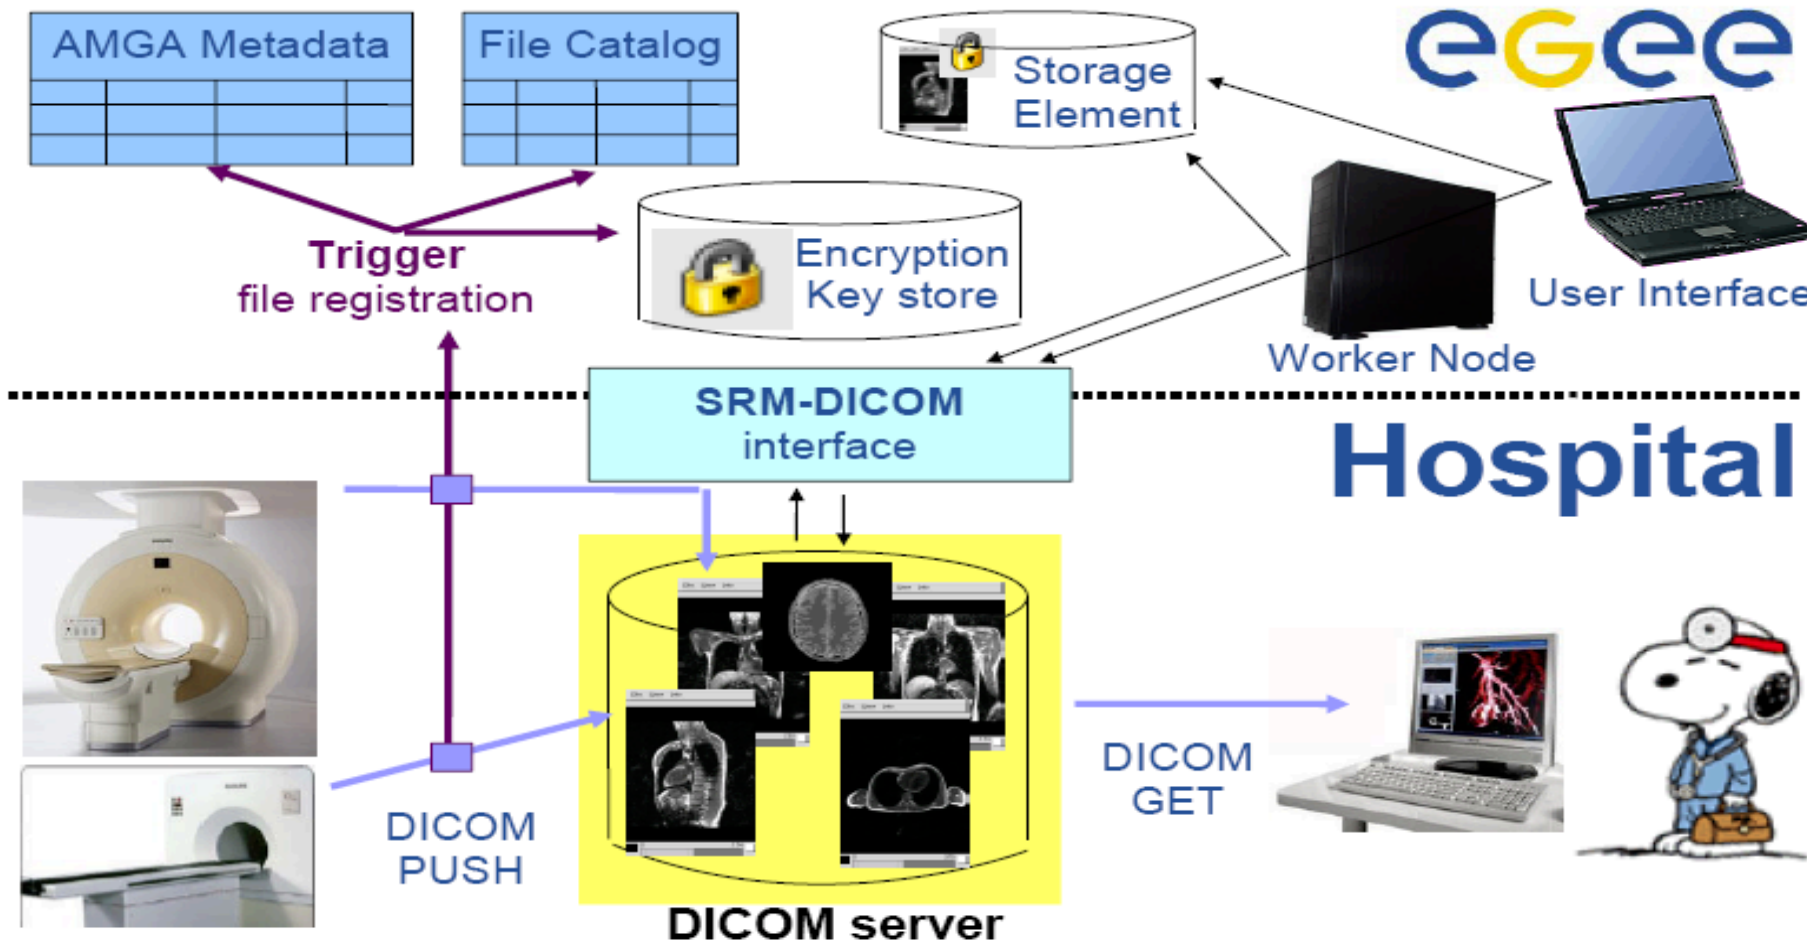 AMGA Metadata
File Catalog
Storage
Element
egee
Trigger
file registration
Encryption
Key store
User Interface
Worker Node
SRM-DICOM
interface
Hospital
DICOM
PUSH
DICOM
GET
DICOM server